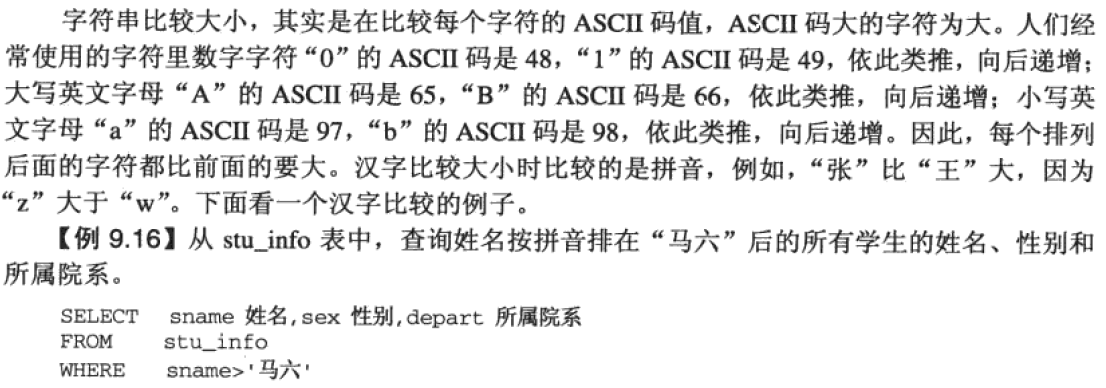 字符串比较大小，其实是在比较每个字符的 ASCII 码值，ASCII 码大的字符为大。人们经
常使用的字符里数字字符“0”的 ASCII 码是 48，“1”的 ASCII 码是 49，依此类推，向后递增；
大写英文字母“A”的 ASCII 码是 65，“B”的 ASCII 码是 66，依此类推，向后递增；小写英
文字母“a”的 ASCII 码是 97，“b”的 ASCII 码是 98，依此类推，向后递增。因此，每个排列
后面的字符都比前面的要大。汉字比较大小时比较的是拼音，例如，“张”比“王”大，因为
“z”大于“w”。下面看一个汉字比较的例子。
【例 9.16】从 stu_info 表中，查询姓名按拼音排在“马六”后的所有学生的姓名、性别和
所属院系。
SELECT sname 姓名,sex 性别,depart 所属院系
FROM stu_info
WHERE sname>'马六'